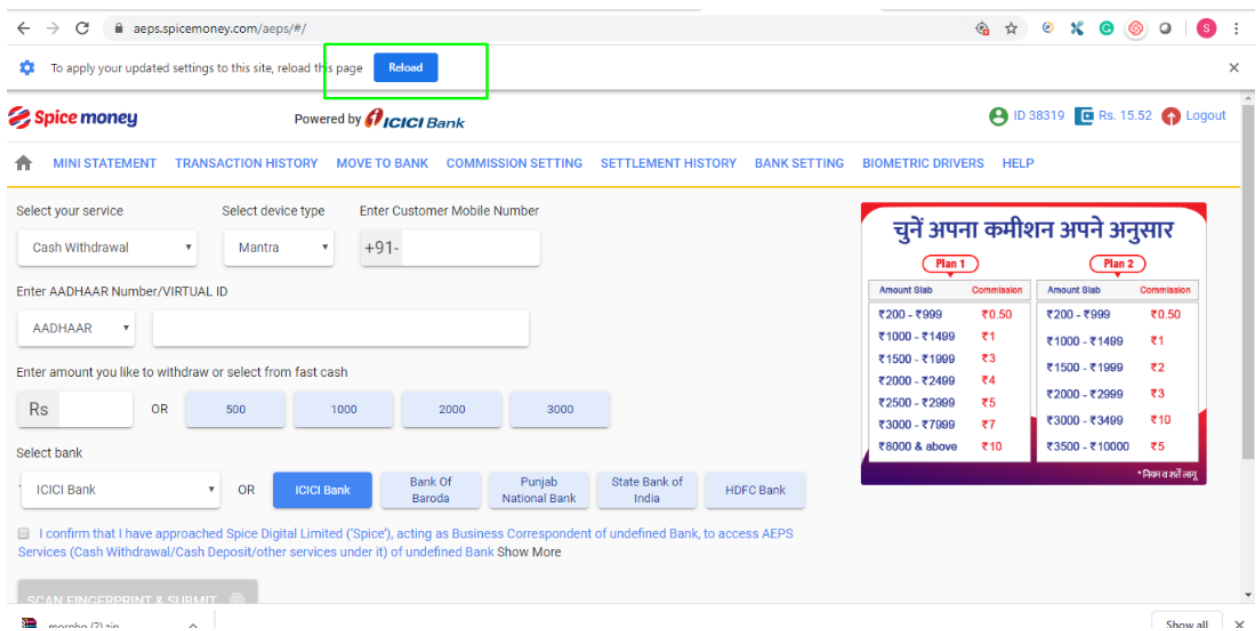 aeps.spicemoney.com/aeps/#/
S
To apply your updated settings to this site, reload this page Reload
Spice money Powered by ICICI Bank ID 38319 Rs. 15.52 Logout
MINI STATEMENT TRANSACTION HISTORY MOVE TO BANK COMMISSION SETTING SETTLEMENT HISTORY BANK SETTING BIOMETRIC DRIVERS HELP
Select your service Select device type Enter Customer Mobile Number
Cash Withdrawal Mantra +91-
Enter AADHAAR Number/VIRTUAL ID
AADHAAR
Enter amount you like to withdraw or select from fast cash
Rs OR 500 1000 2000 3000
Select bank
ICICI Bank OR ICICI Bank Bank Of Baroda Punjab National Bank State Bank of India HDFC Bank
I confirm that I have approached Spice Digital Limited ('Spice'), acting as Business Correspondent of undefined Bank, to access AEPS
Services (Cash Withdrawal/Cash Deposit/other services under it) of undefined Bank Show More
SCAN FINGERPRINT & SUBMIT
चुनें अपना कमीशन अपने अनुसार
Plan 1
Amount Slab Commission
₹200 - ₹999 ₹0.50
₹1000 - ₹1499 ₹1
₹1500 - ₹1999 ₹3
₹2000 - ₹2499 ₹4
₹2500 - ₹2999 ₹5
₹3000 - ₹7999 ₹7
₹8000 & above ₹10
Plan 2
Amount Slab Commission
₹200 - ₹999 ₹0.50
₹1000 - ₹1499 ₹1
₹1500 - ₹1999 ₹2
₹2000 - ₹2999 ₹3
₹3000 - ₹3499 ₹10
₹3500 - ₹10000 ₹5
*नियम व शर्तें लागू
morpho (2).zip Show all